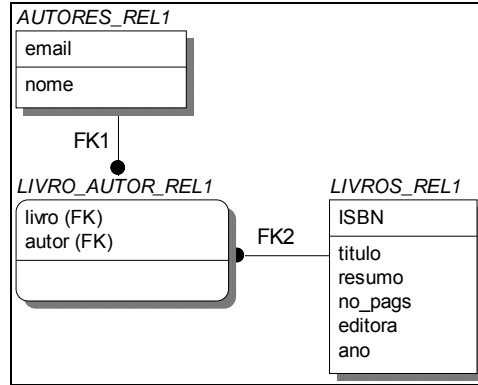 AUTORES_REL1
email
nome
FK1
LIVRO_AUTOR_REL1
livro (FK)
autor (FK)
FK2
LIVROS_REL1
ISBN
titulo
resumo
no_pags
editora
ano